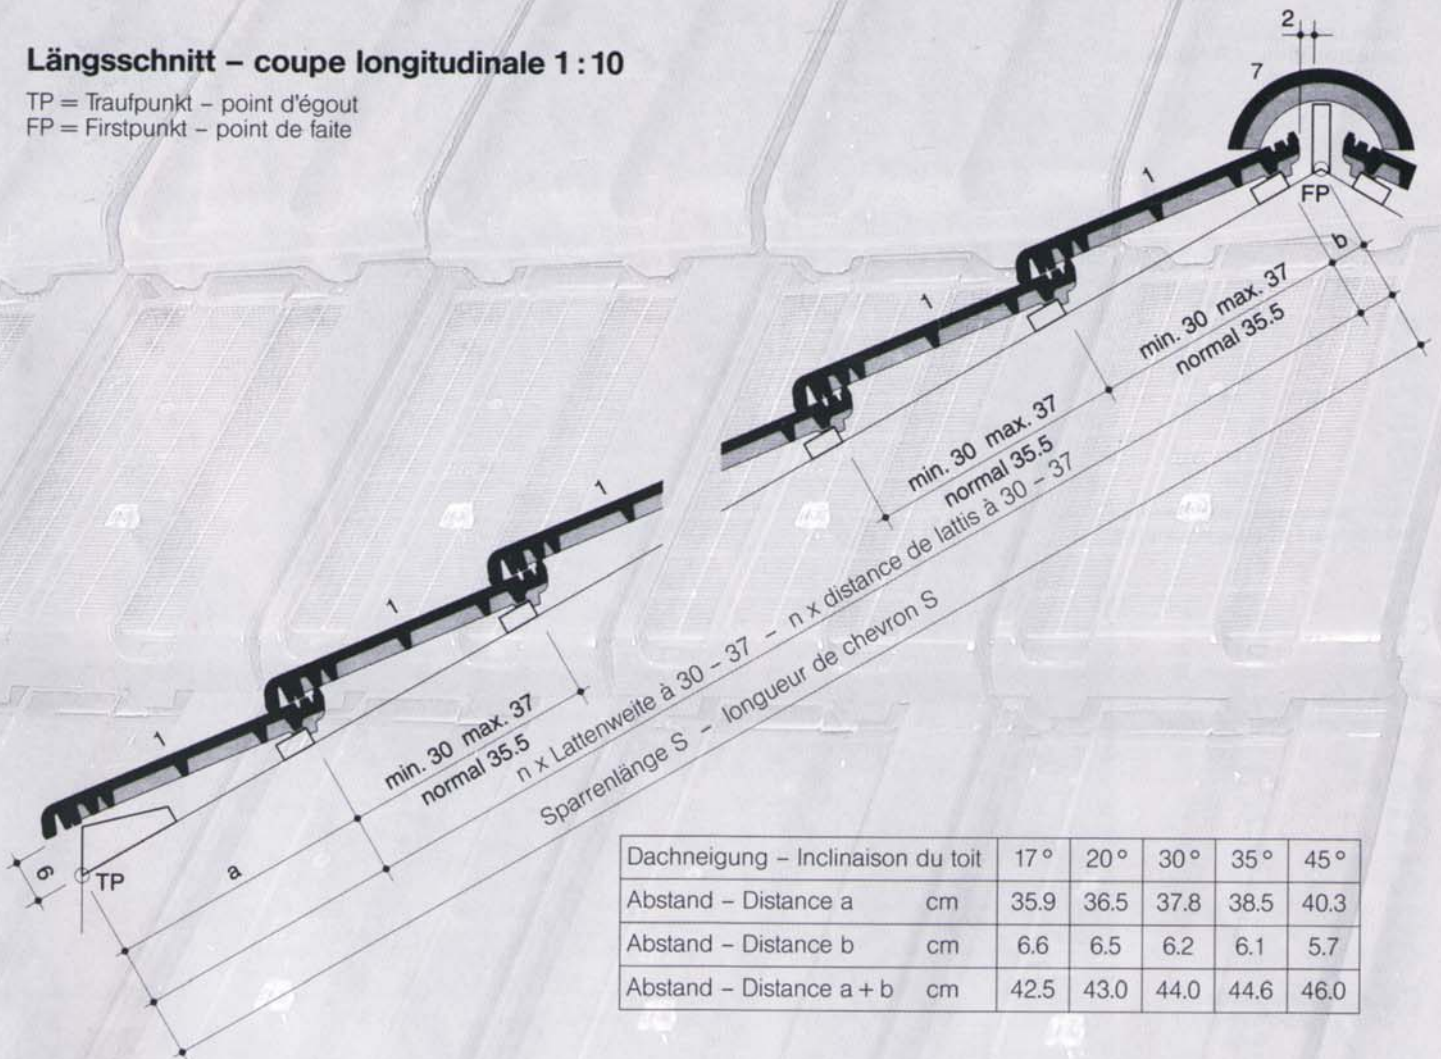 Längsschnitt – coupe longitudinale 1 : 10
TP = Traufpunkt – point d'égout
FP = Firstpunkt – point de faite
2
7
1
FP
b
1
min. 30 max. 37
normal 35.5
min. 30 max. 37
normal 35.5
1
1
1
min. 30 max. 37
normal 35.5
n x Lattenweite à 30 – 37 – n x distance de lattis à 30 – 37
Sparrenlänge S – longueur de chevron S
a
6
TP
Dachneigung – Inclinaison du toit 17° 20° 30° 35° 45°
Abstand – Distance a cm 35.9 36.5 37.8 38.5 40.3
Abstand – Distance b cm 6.6 6.5 6.2 6.1 5.7
Abstand – Distance a + b cm 42.5 43.0 44.0 44.6 46.0